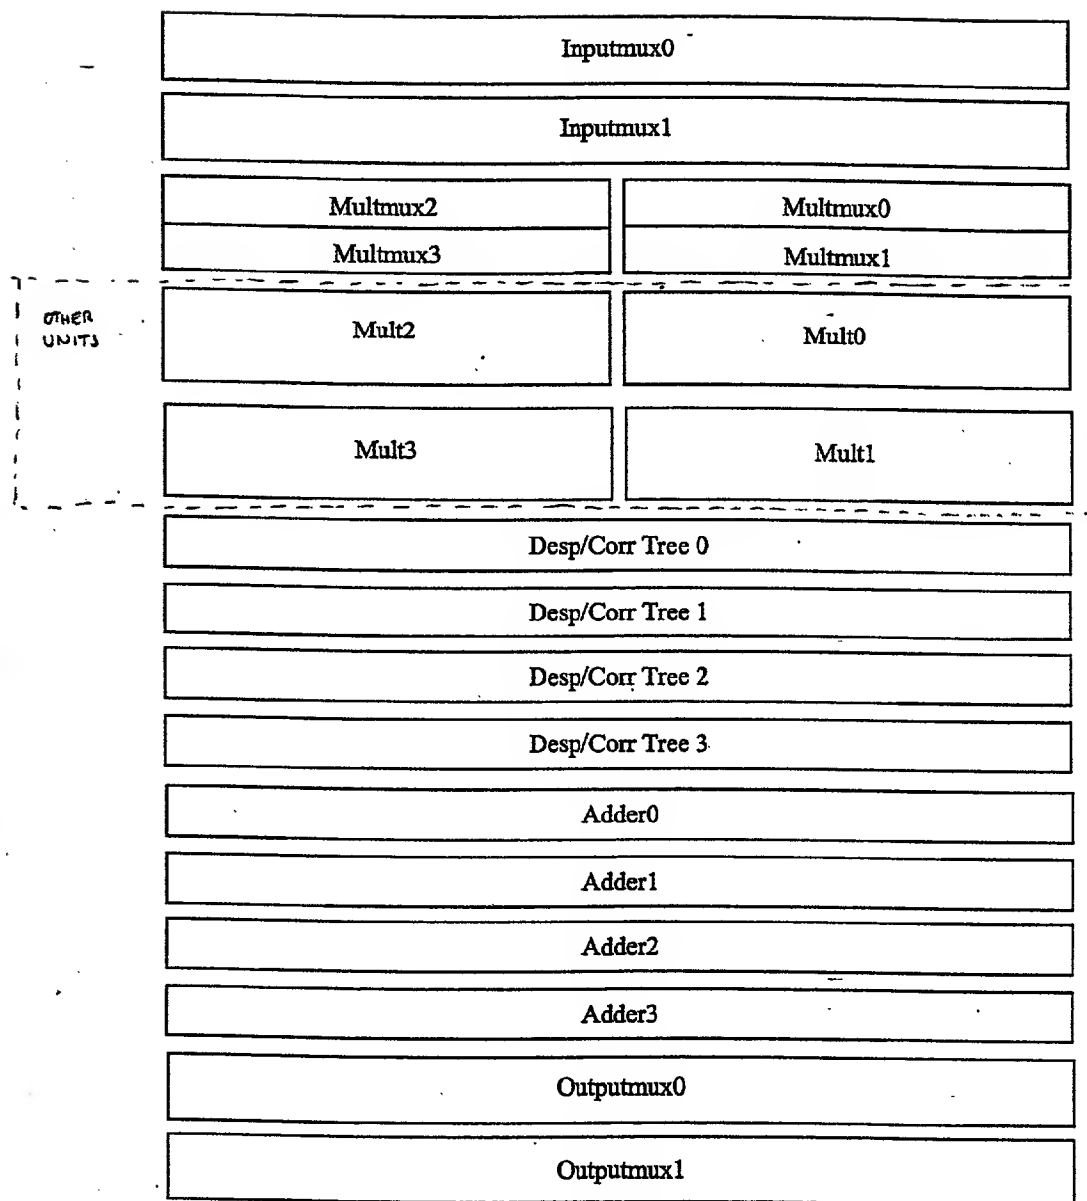 Inputmux0
Inputmux1
Multmux2 Multmux0
Multmux3 Multmux1
OTHER
UNITS
Mult2 Mult0
Mult3 Mult1
Desp/Corr Tree 0
Desp/Corr Tree 1
Desp/Corr Tree 2
Desp/Corr Tree 3
Adder0
Adder1
Adder2
Adder3
Outputmux0
Outputmux1